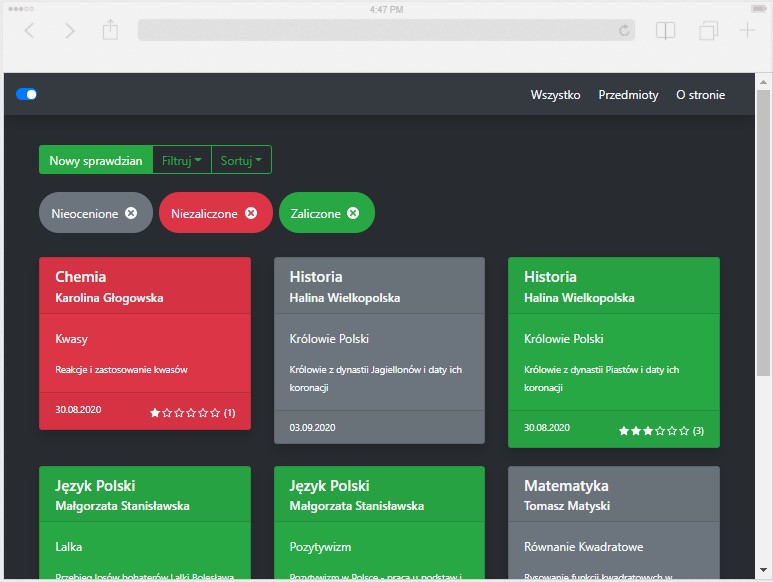 4:47 PM
Wszystko Przedmioty O stronie
Nowy sprawdzian Filtruj Sortuj
Nieocenione Niezaliczone Zaliczone
Chemia
Karolina Głogowska
Kwasy
Reakcje i zastosowanie kwasów
30.08.2020 (1)
Historia
Halina Wielkopolska
Królowie Polski
Królowie z dynastii Jagiellonów i daty ich
koronacji
03.09.2020
Historia
Halina Wielkopolska
Królowie Polski
Królowie z dynastii Piastów i daty ich
koronacji
30.08.2020 (3)
Język Polski
Małgorzata Stanisławska
Lalka
Przebieg losów bohaterów Lalki Bolesława
Język Polski
Małgorzata Stanisławska
Pozytywizm
Pozytywizm w Polsce - praca u podstaw i
Matematyka
Tomasz Matyski
Równanie Kwadratowe
Rysowanie funkcji kwadratowych w